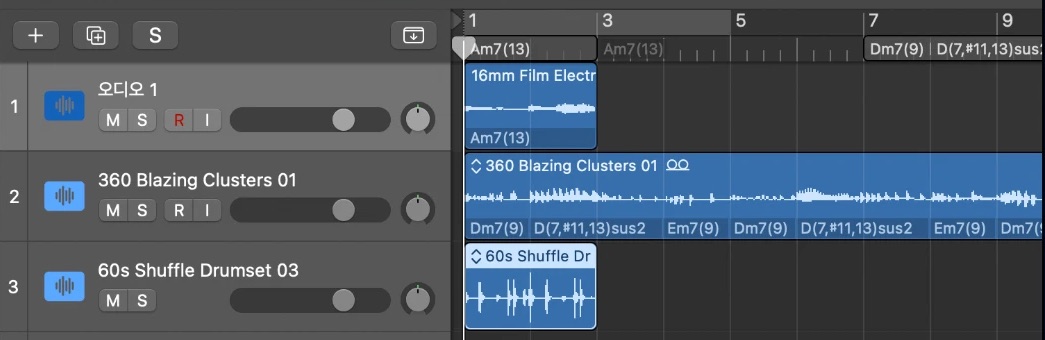 S
1 3 5 7 9
Am7(13) Am7(13) Dm7(9) D(7,#11,13)sus2
1 오디오 1
M S R I
16mm Film Electr
Am7(13)
2 360 Blazing Clusters 01
M S R I
360 Blazing Clusters 01
Dm7(9) D(7,#11,13)sus2 Em7(9) Dm7(9) D(7,#11,13)sus2 Em7(9) Dm7(
3 60s Shuffle Drumset 03
M S
60s Shuffle Dr